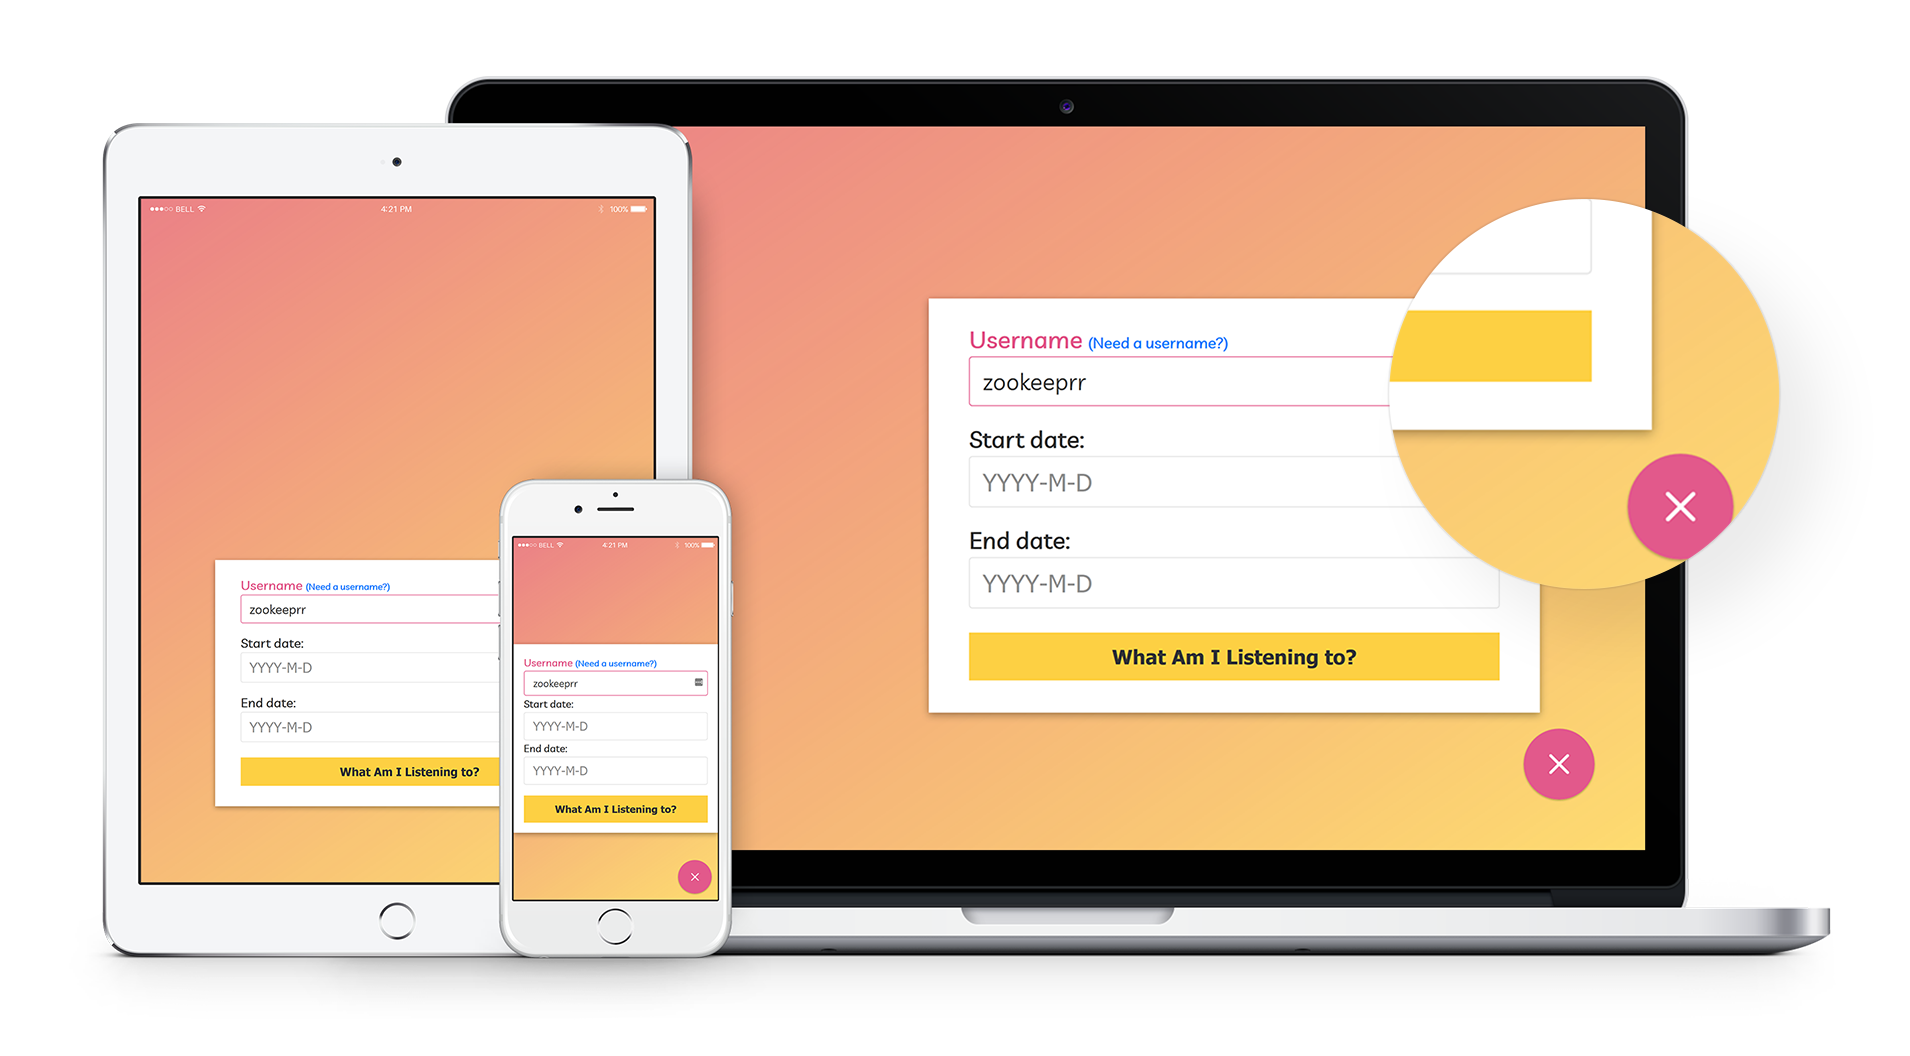 BELL 4:21 PM 100%
Username (Need a username?)
zookeeprr
Start date:
YYYY-M-D
End date:
YYYY-M-D
What Am I Listening to?
BELL 4:21 PM 100%
Username (Need a username?)
zookeeprr
Start date:
YYYY-M-D
End date:
YYYY-M-D
What Am I Listening to?
Username (Need a username?)
zookeeprr
Start date:
YYYY-M-D
End date:
YYYY-M-D
What Am I Listening to?